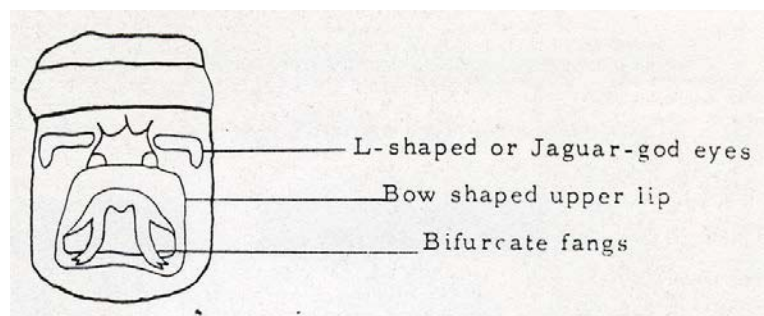 L-shaped or Jaguar-god eyes
Bow shaped upper lip
Bifurcate fangs